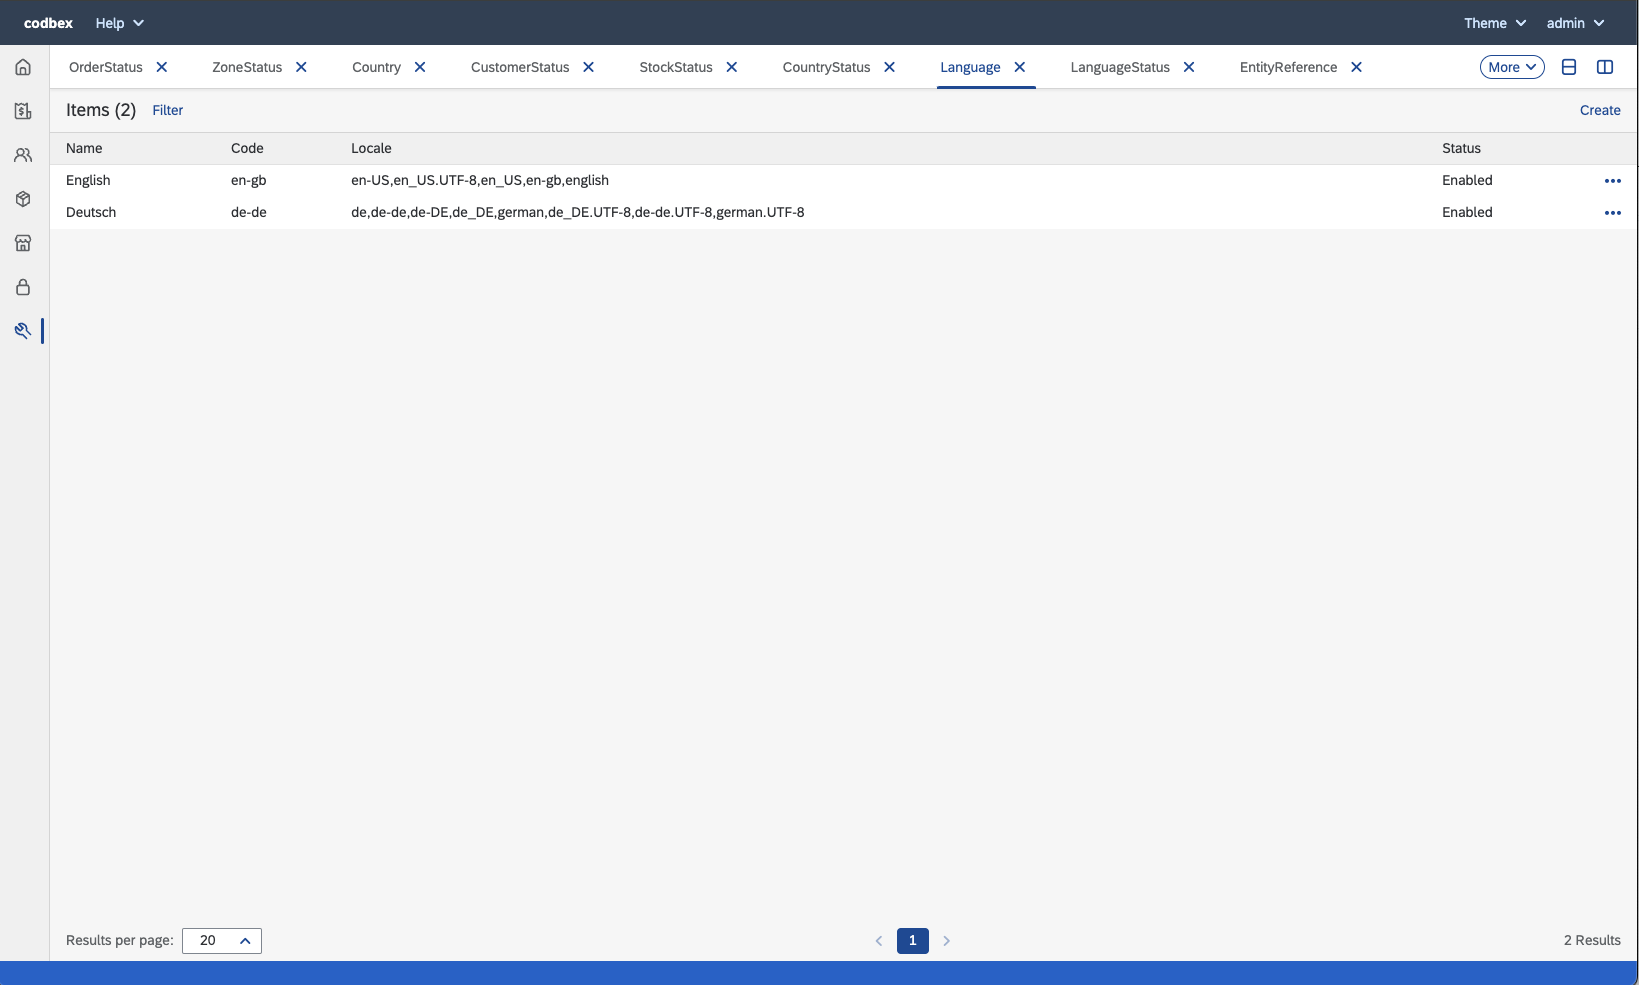 codbex Help Theme admin
OrderStatus ZoneStatus Country CustomerStatus StockStatus CountryStatus Language LanguageStatus EntityReference More
Items (2) Filter Create
Name Code Locale Status
English en-gb en-US,en_US.UTF-8,en_US,en-gb,english Enabled
Deutsch de-de de,de-de,de-DE,de_DE,german,de_DE.UTF-8,de-de.UTF-8,german.UTF-8 Enabled
Results per page: 20 1 2 Results